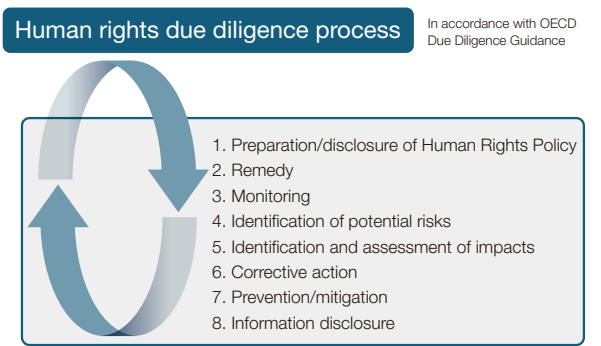 Human rights due diligence process
In accordance with OECD
Due Diligence Guidance
1. Preparation/disclosure of Human Rights Policy
2. Remedy
3. Monitoring
4. Identification of potential risks
5. Identification and assessment of impacts
6. Corrective action
7. Prevention/mitigation
8. Information disclosure